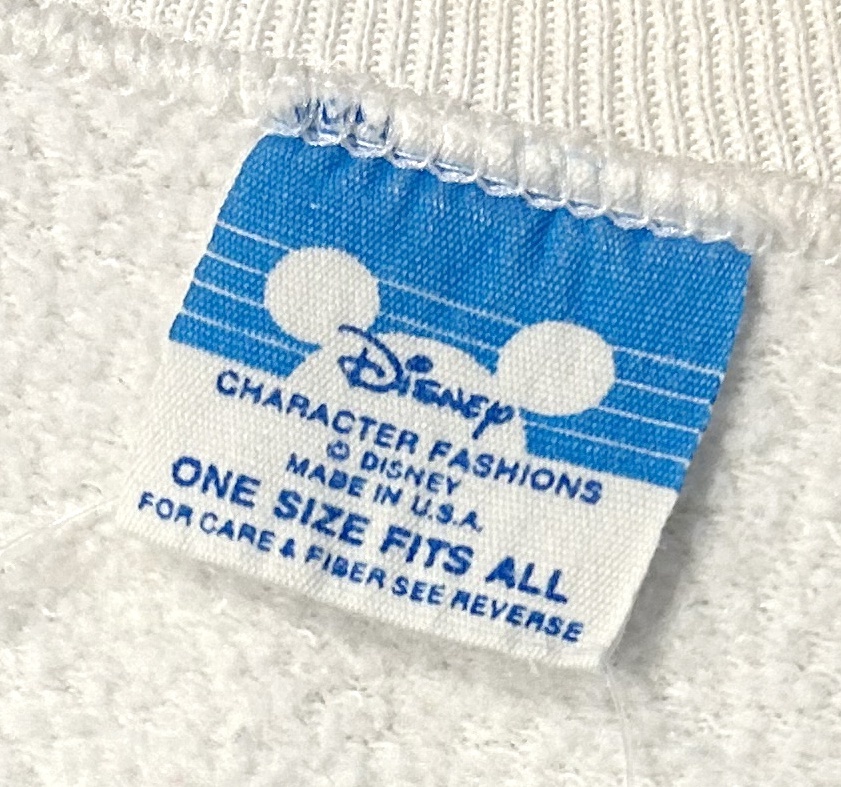 Disney
CHARACTER FASHIONS
© DISNEY
MADE IN U.S.A.
ONE SIZE FITS ALL
FOR CARE & FIBER SEE REVERSE